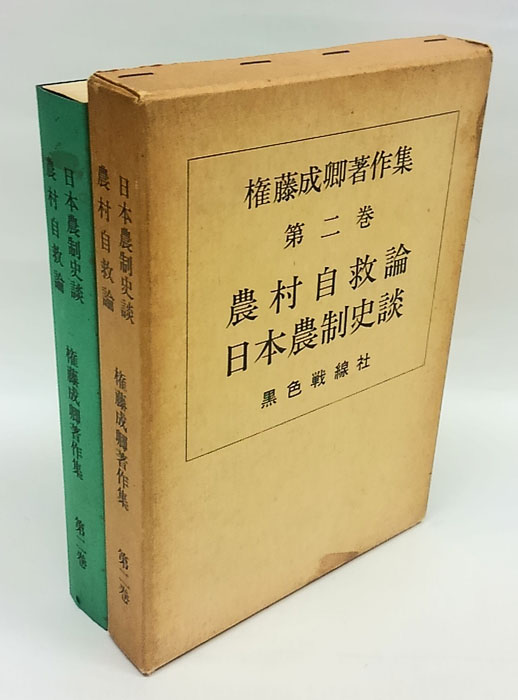 権藤成卿著作集
第二巻
農村自救論
日本農制史談
黒色戦線社
日本農制史談
農村自救論
権藤成卿著作集
第二巻
日本農制史談
農村自救論
権藤成卿著作集
第二巻